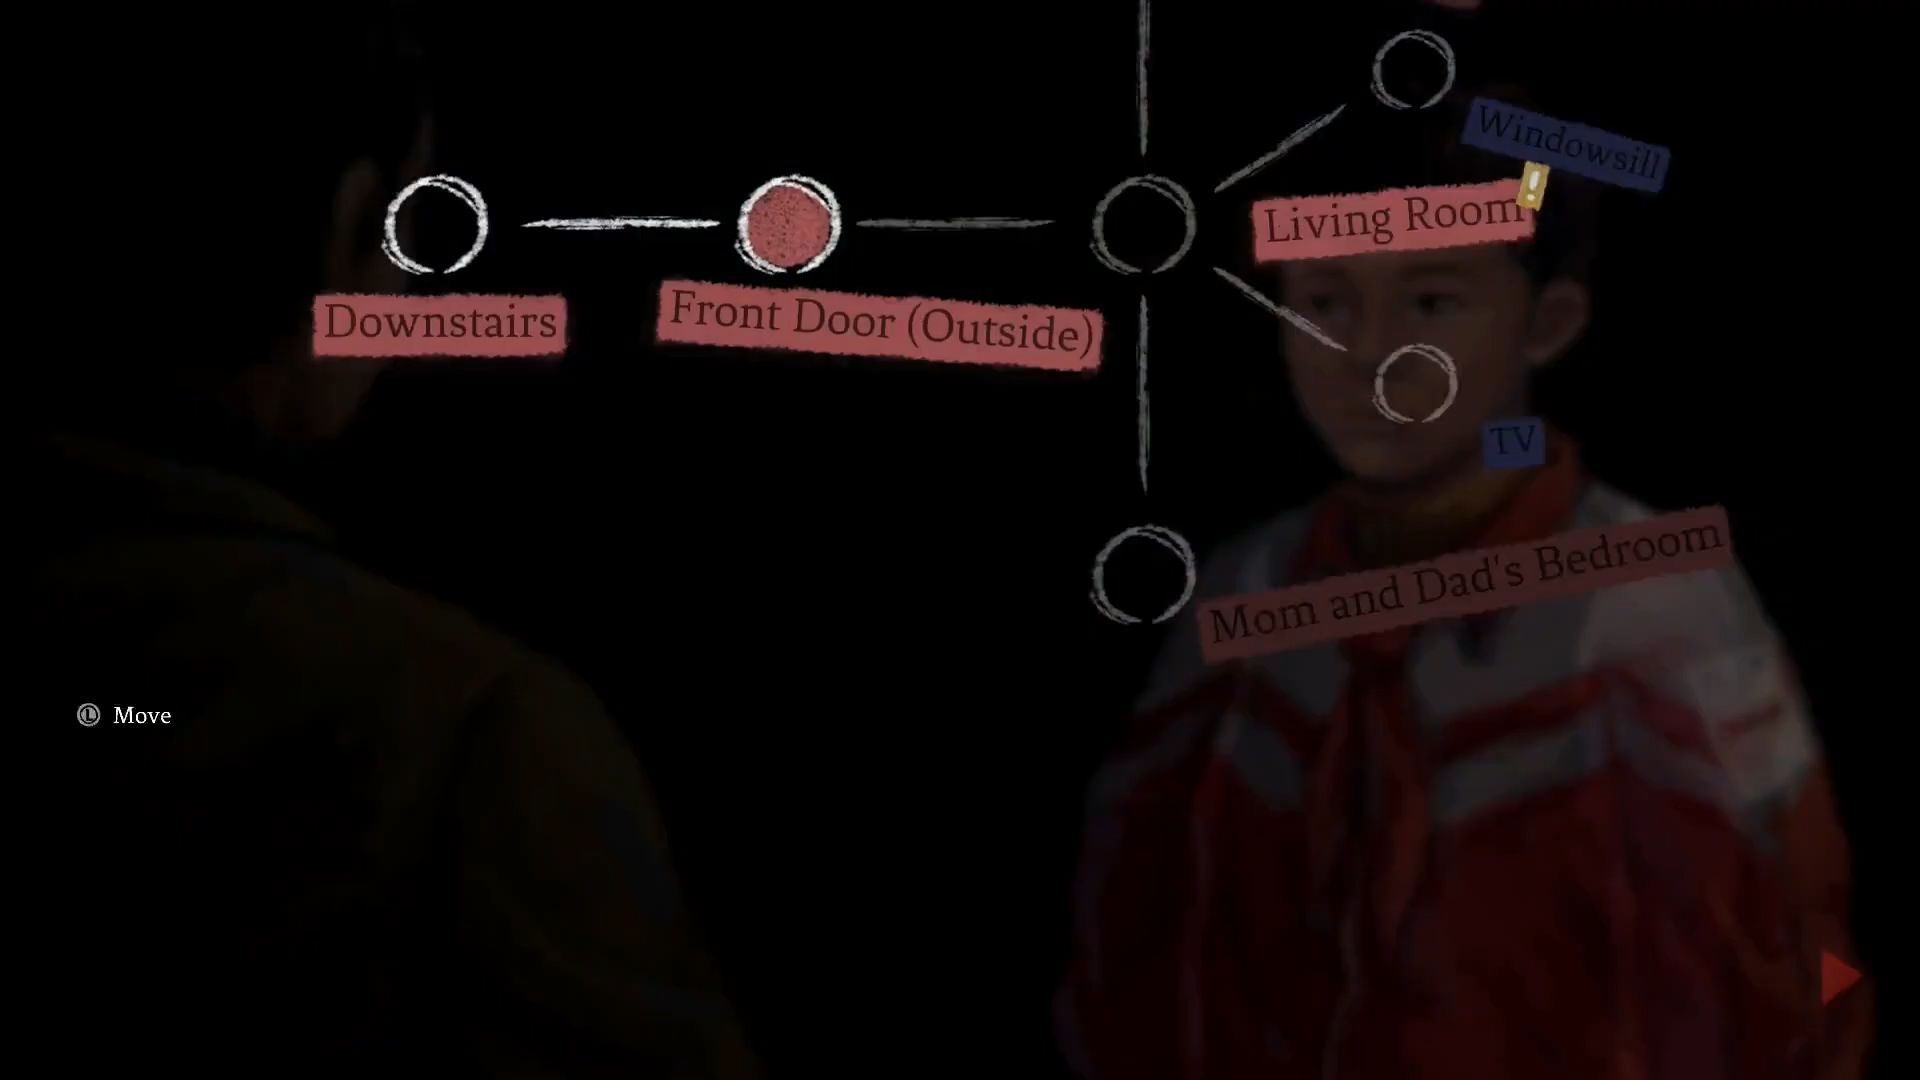 Windowsill
!
Living Room
Downstairs
Front Door (Outside)
TV
Mom and Dad's Bedroom
L Move